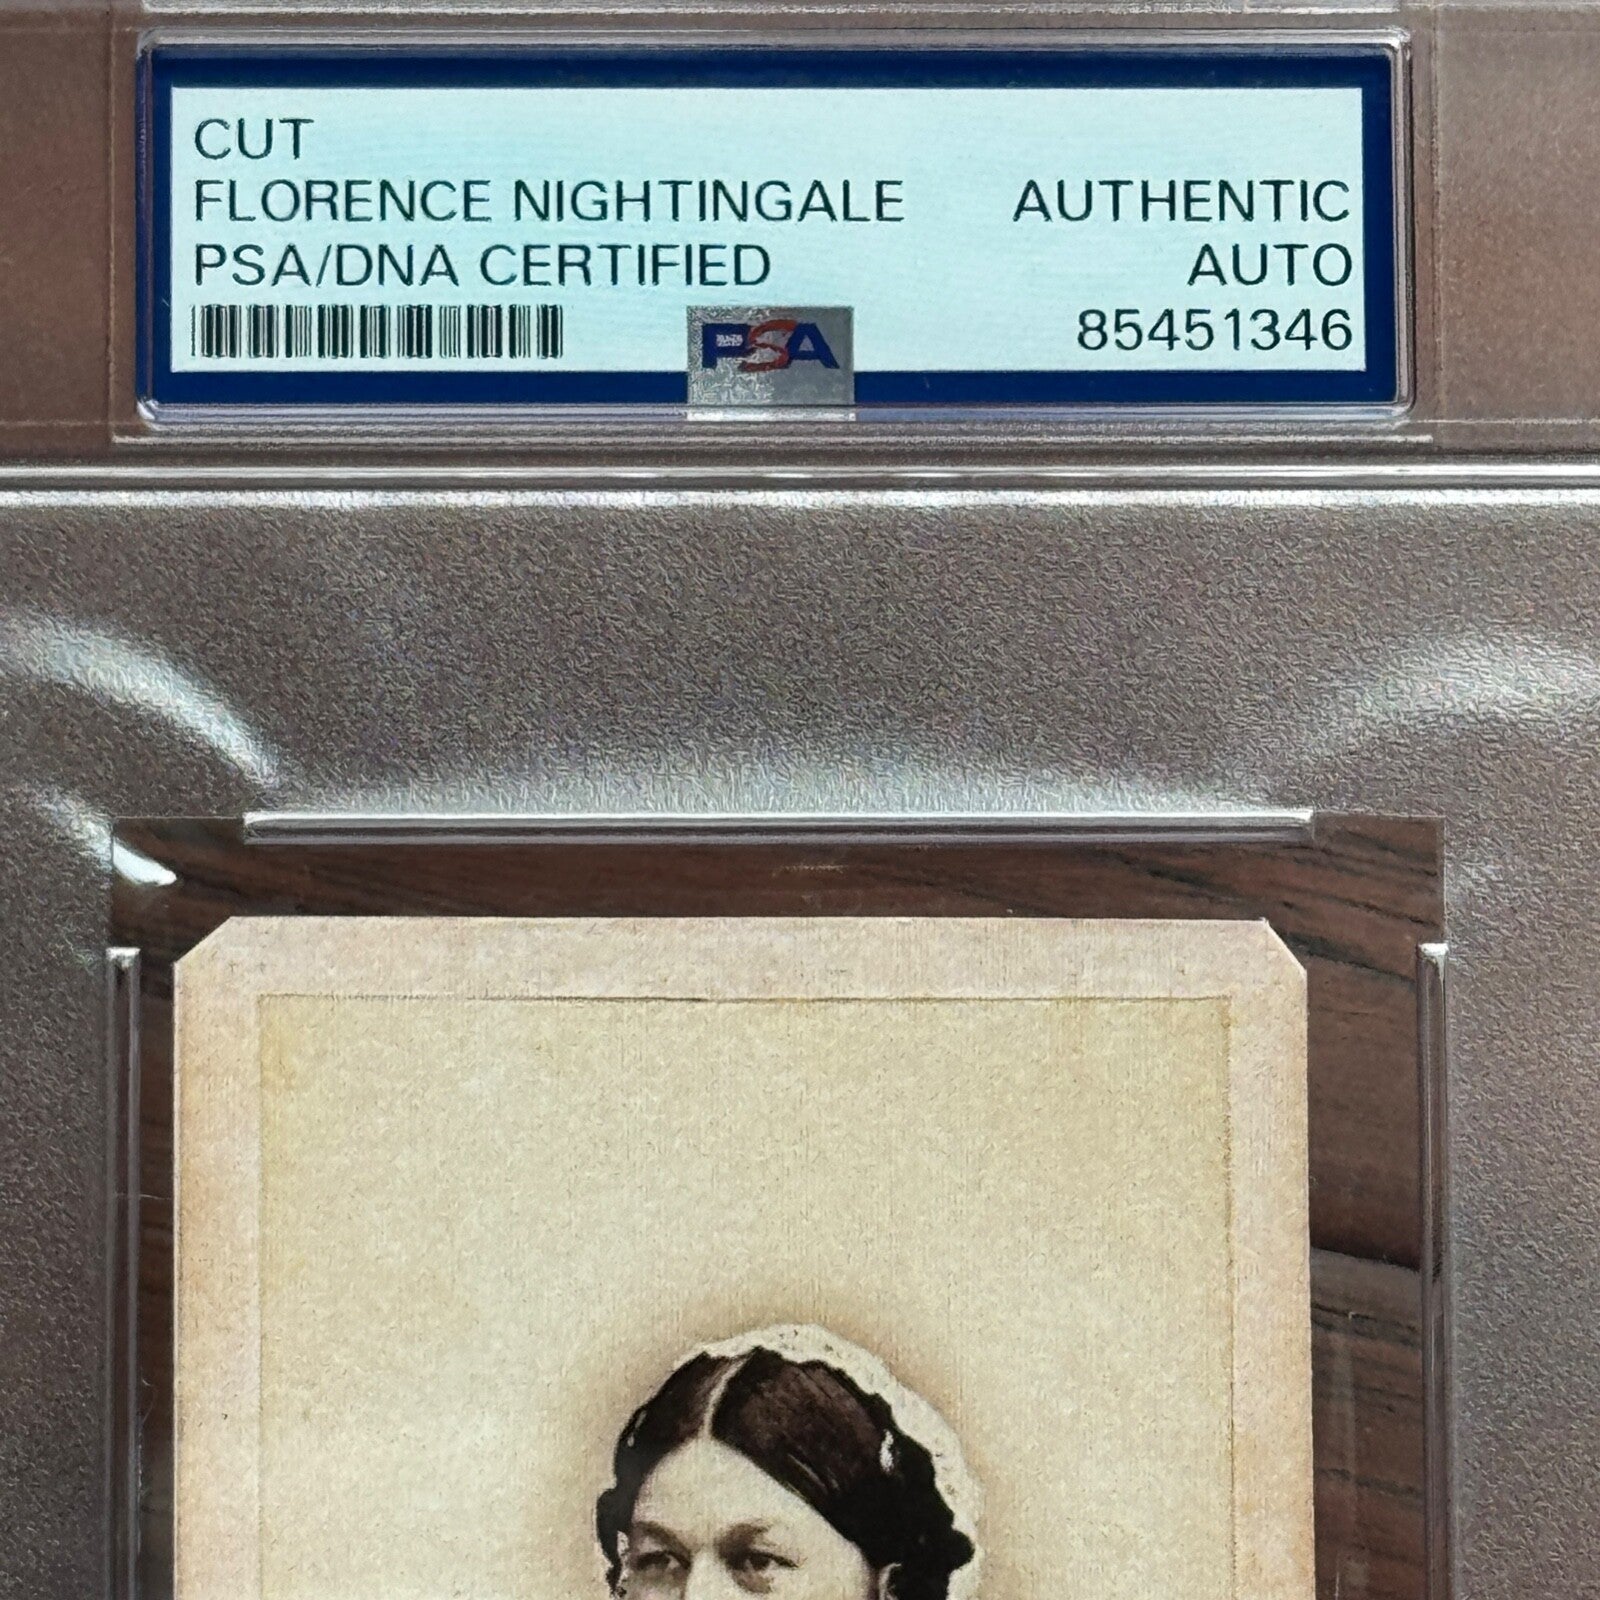 CUT
FLORENCE NIGHTINGALE
PSA/DNA CERTIFIED
AUTHENTIC
AUTO
85451346
PSA